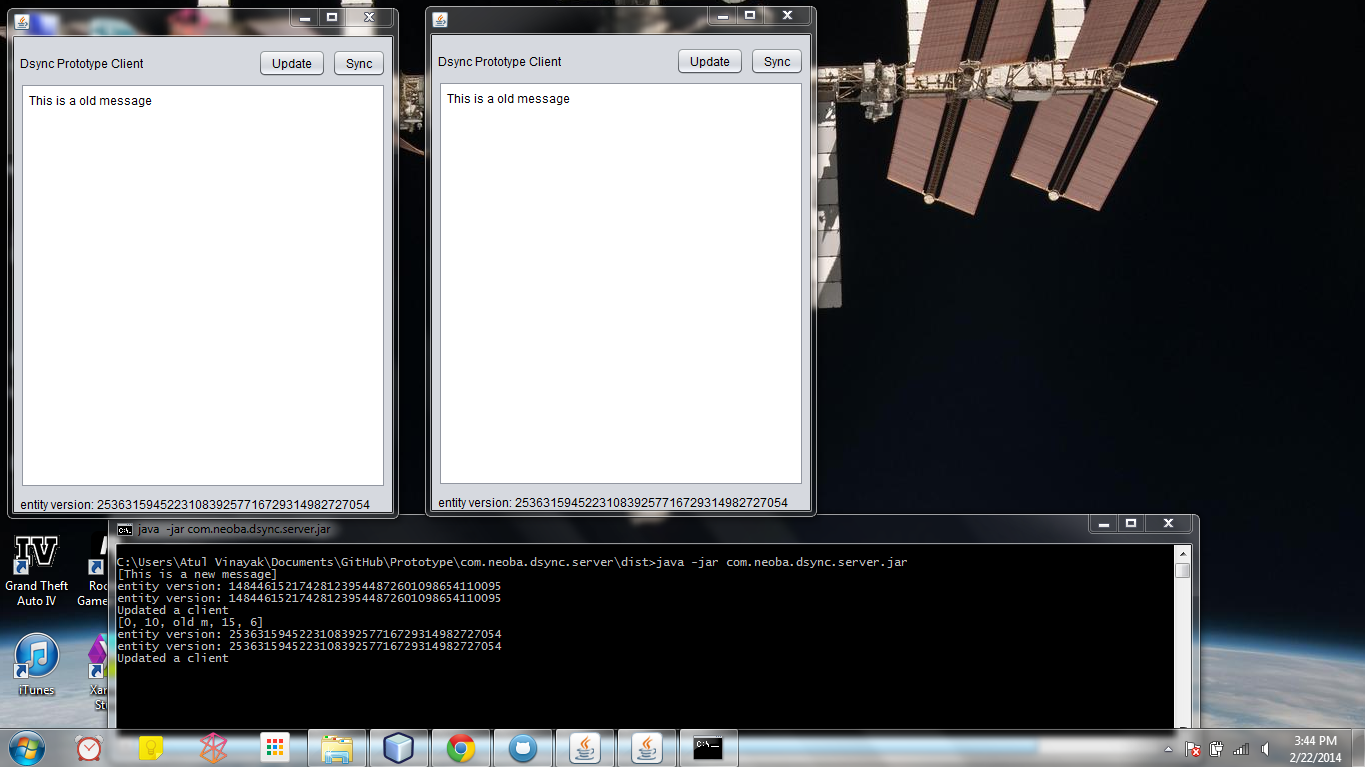 Dsync Prototype Client
Update
Sync
This is a old message
entity version: 253631594522310839257716729314982727054
Dsync Prototype Client
Update
Sync
This is a old message
entity version: 253631594522310839257716729314982727054
java -jar com.neoba.dsync.server.jar
C:\Users\Atul Vinayak\Documents\GitHub\Prototype\com.neoba.dsync.server\dist>java -jar com.neoba.dsync.server.jar
[This is a new message]
entity version: 148446152174281239544872601098654110095
entity version: 148446152174281239544872601098654110095
Updated a client
[0, 10, old m, 15, 6]
entity version: 253631594522310839257716729314982727054
entity version: 253631594522310839257716729314982727054
Updated a client
IV
Grand Theft
Auto IV
Roc
Game
iTunes
Xar
St
C:\_
3:44 PM
2/22/2014